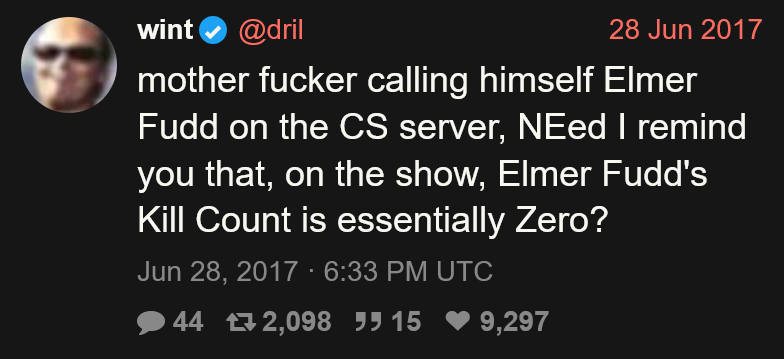 wint @dril 28 Jun 2017
mother fucker calling himself Elmer
Fudd on the CS server, NEed I remind
you that, on the show, Elmer Fudd's
Kill Count is essentially Zero?
Jun 28, 2017 · 6:33 PM UTC
44 2,098 15 9,297